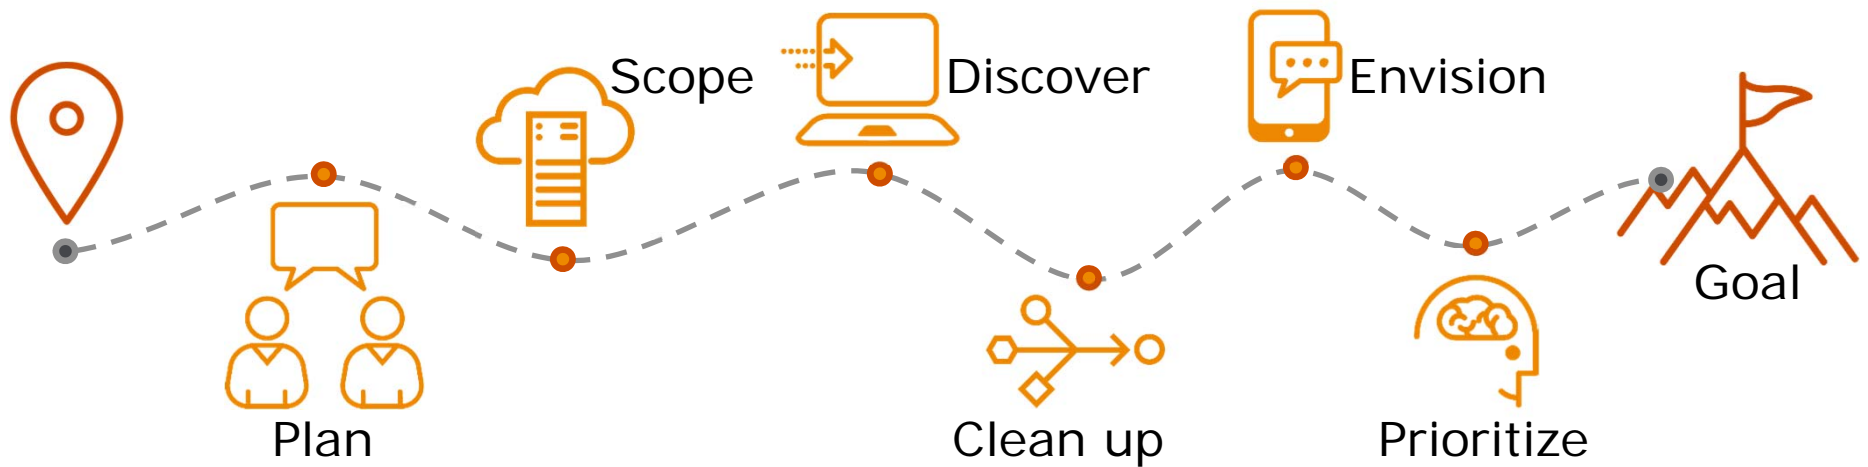 Plan
Scope
Discover
Clean up
Envision
Prioritize
Goal